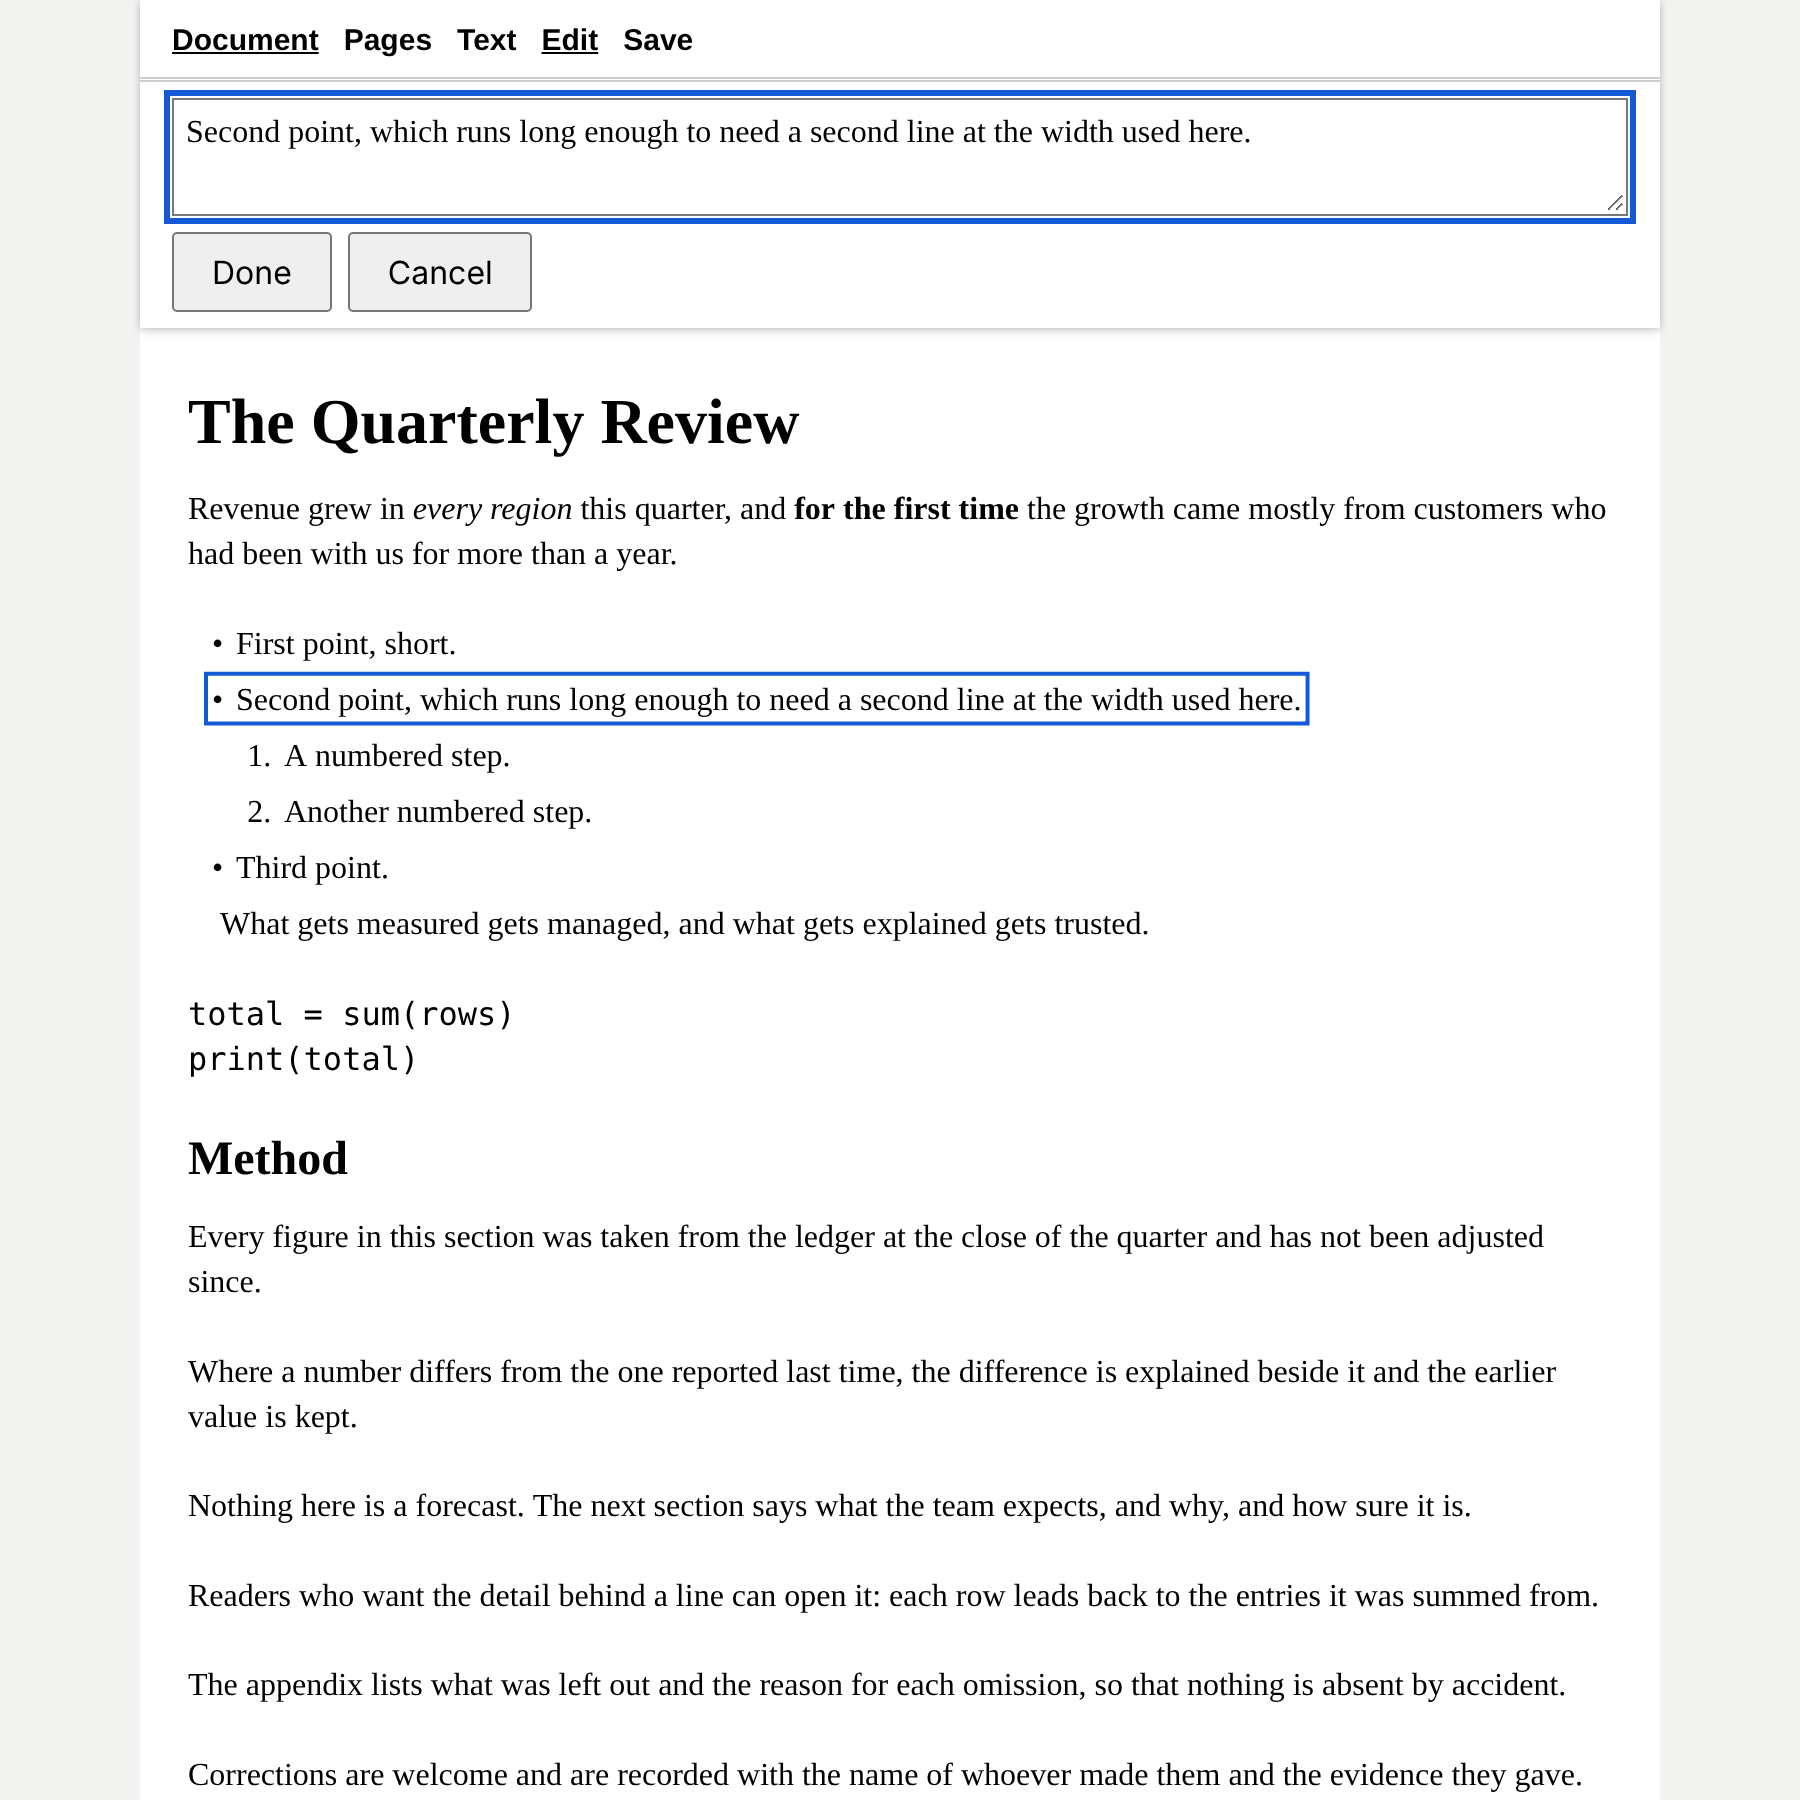 Document Pages Text Edit Save
Second point, which runs long enough to need a second line at the width used here.
Done Cancel
The Quarterly Review
Revenue grew in every region this quarter, and for the first time the growth came mostly from customers who
had been with us for more than a year.
• First point, short.
• Second point, which runs long enough to need a second line at the width used here.
1. A numbered step.
2. Another numbered step.
• Third point.
What gets measured gets managed, and what gets explained gets trusted.
total = sum(rows)
print(total)
Method
Every figure in this section was taken from the ledger at the close of the quarter and has not been adjusted
since.
Where a number differs from the one reported last time, the difference is explained beside it and the earlier
value is kept.
Nothing here is a forecast. The next section says what the team expects, and why, and how sure it is.
Readers who want the detail behind a line can open it: each row leads back to the entries it was summed from.
The appendix lists what was left out and the reason for each omission, so that nothing is absent by accident.
Corrections are welcome and are recorded with the name of whoever made them and the evidence they gave.